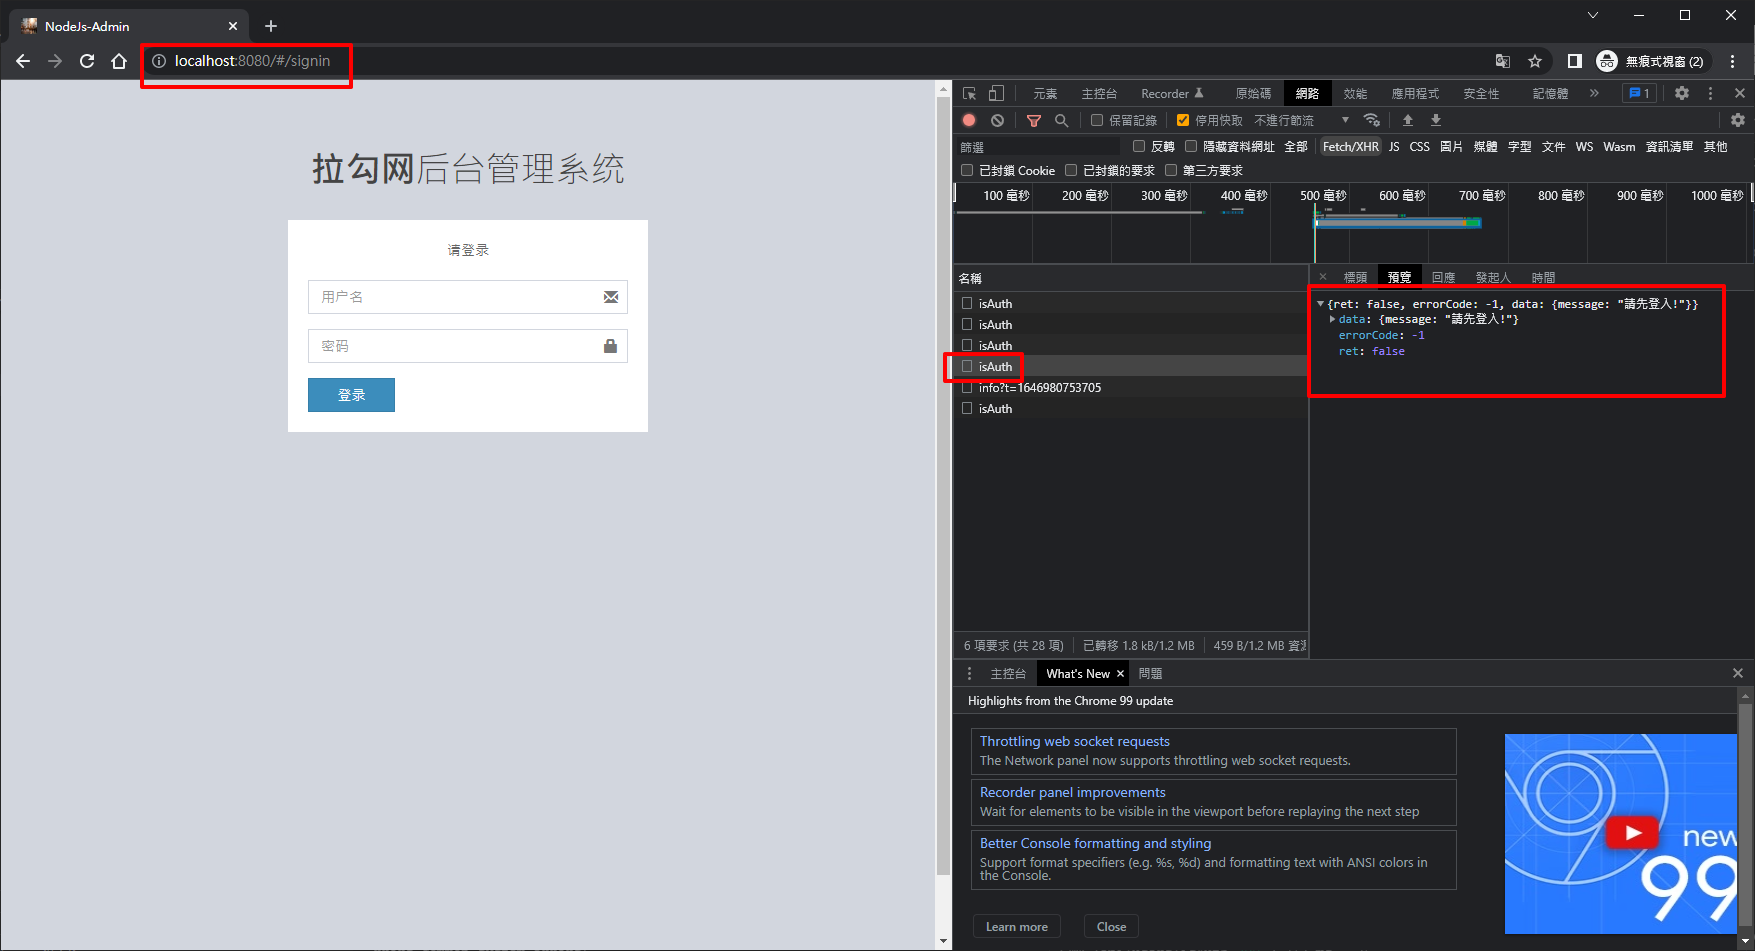 NodeJs-Admin
localhost:8080/#/signin
無痕式視窗 (2)
拉勾网后台管理系统
请登录
用户名
密码
登录
元素 主控台 Recorder 原始碼 網路 效能 應用程式 安全性 記憶體 » 1
保留記錄 停用快取 不進行節流
篩選 反轉 隱藏資料網址 全部 Fetch/XHR JS CSS 圖片 媒體 字型 文件 WS Wasm 資訊清單 其他
已封鎖 Cookie 已封鎖的要求 第三方要求
100 毫秒 200 毫秒 300 毫秒 400 毫秒 500 毫秒 600 毫秒 700 毫秒 800 毫秒 900 毫秒 1000 毫秒
名稱
isAuth
isAuth
isAuth
isAuth
info?t=1646980753705
isAuth
標頭 預覽 回應 發起人 時間
{ret: false, errorCode: -1, data: {message: "請先登入!"}}
data: {message: "請先登入!"}
errorCode: -1
ret: false
6 項要求 (共 28 項) 已轉移 1.8 kB/1.2 MB 459 B/1.2 MB 資源
主控台 What's New 問題
Highlights from the Chrome 99 update
Throttling web socket requests
The Network panel now supports throttling web socket requests.
Recorder panel improvements
Wait for elements to be visible in the viewport before replaying the next step
Better Console formatting and styling
Support format specifiers (e.g. %s, %d) and formatting text with ANSI colors in
the Console.
Learn more Close
new
99